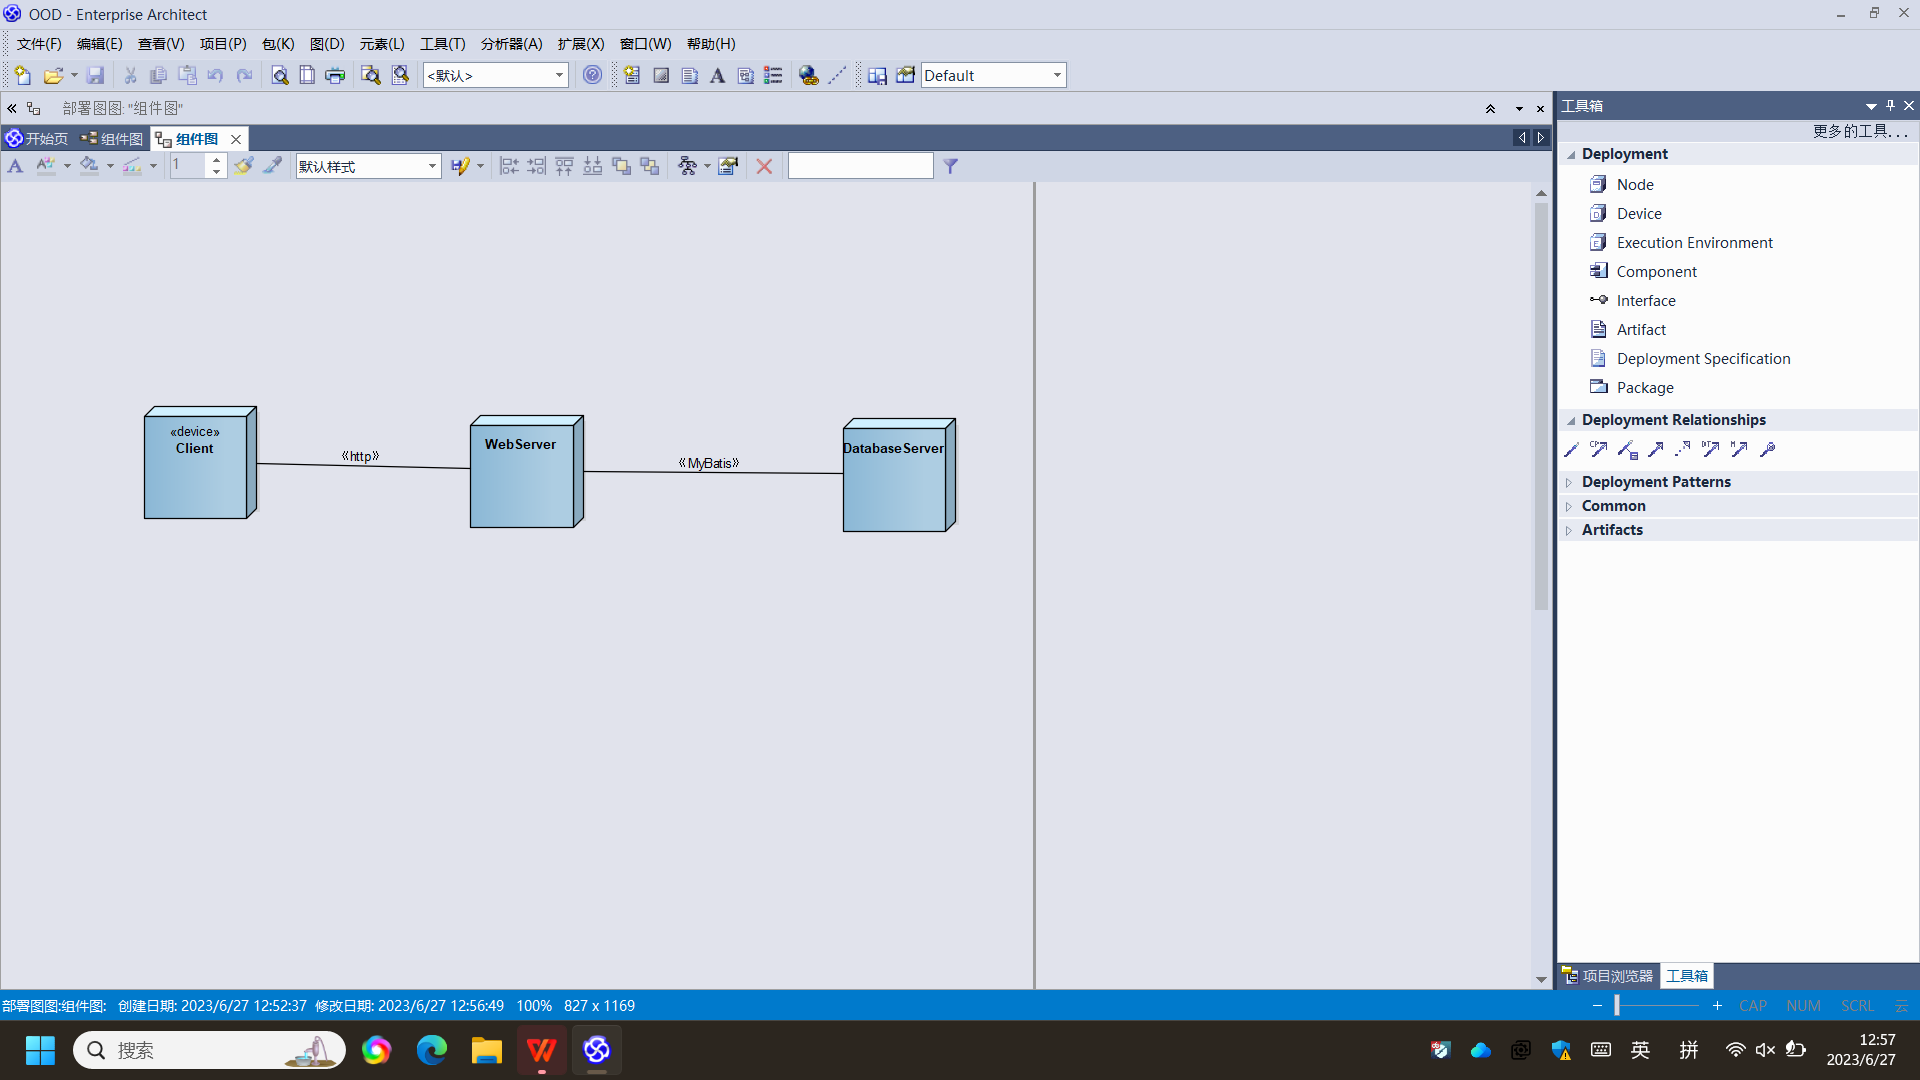 OOD - Enterprise Architect
文件(F) 编辑(E) 查看(V) 项目(P) 包(K) 图(D) 元素(L) 工具(T) 分析器(A) 扩展(X) 窗口(W) 帮助(H)
<默认> Default
部署图图: "组件图"
开始页 组件图 组件图
1 默认样式
«device»
Client
《http》
WebServer
《MyBatis》
DatabaseServer
工具箱
更多的工具...
Deployment
Node
Device
Execution Environment
Component
Interface
Artifact
Deployment Specification
Package
Deployment Relationships
Deployment Patterns
Common
Artifacts
项目浏览器 工具箱
部署图图:组件图: 创建日期: 2023/6/27 12:52:37 修改日期: 2023/6/27 12:56:49 100% 827 x 1169
CAP NUM SCRL 云
搜索
英 拼
12:57
2023/6/27